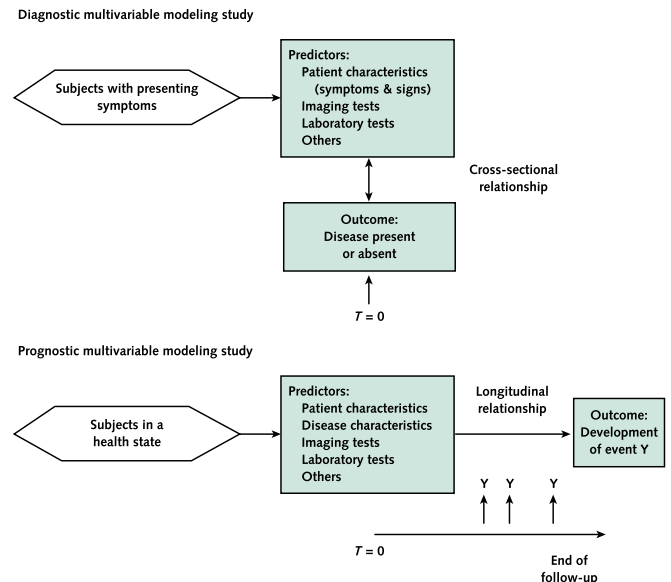 Diagnostic multivariable modeling study
Subjects with presenting
symptoms
Predictors:
Patient characteristics
(symptoms & signs)
Imaging tests
Laboratory tests
Others
Cross-sectional
relationship
Outcome:
Disease present
or absent
T = 0
Prognostic multivariable modeling study
Subjects in a
health state
Predictors:
Patient characteristics
Disease characteristics
Imaging tests
Laboratory tests
Others
Longitudinal
relationship
Outcome:
Development
of event Y
Y Y Y
T = 0
End of
follow-up